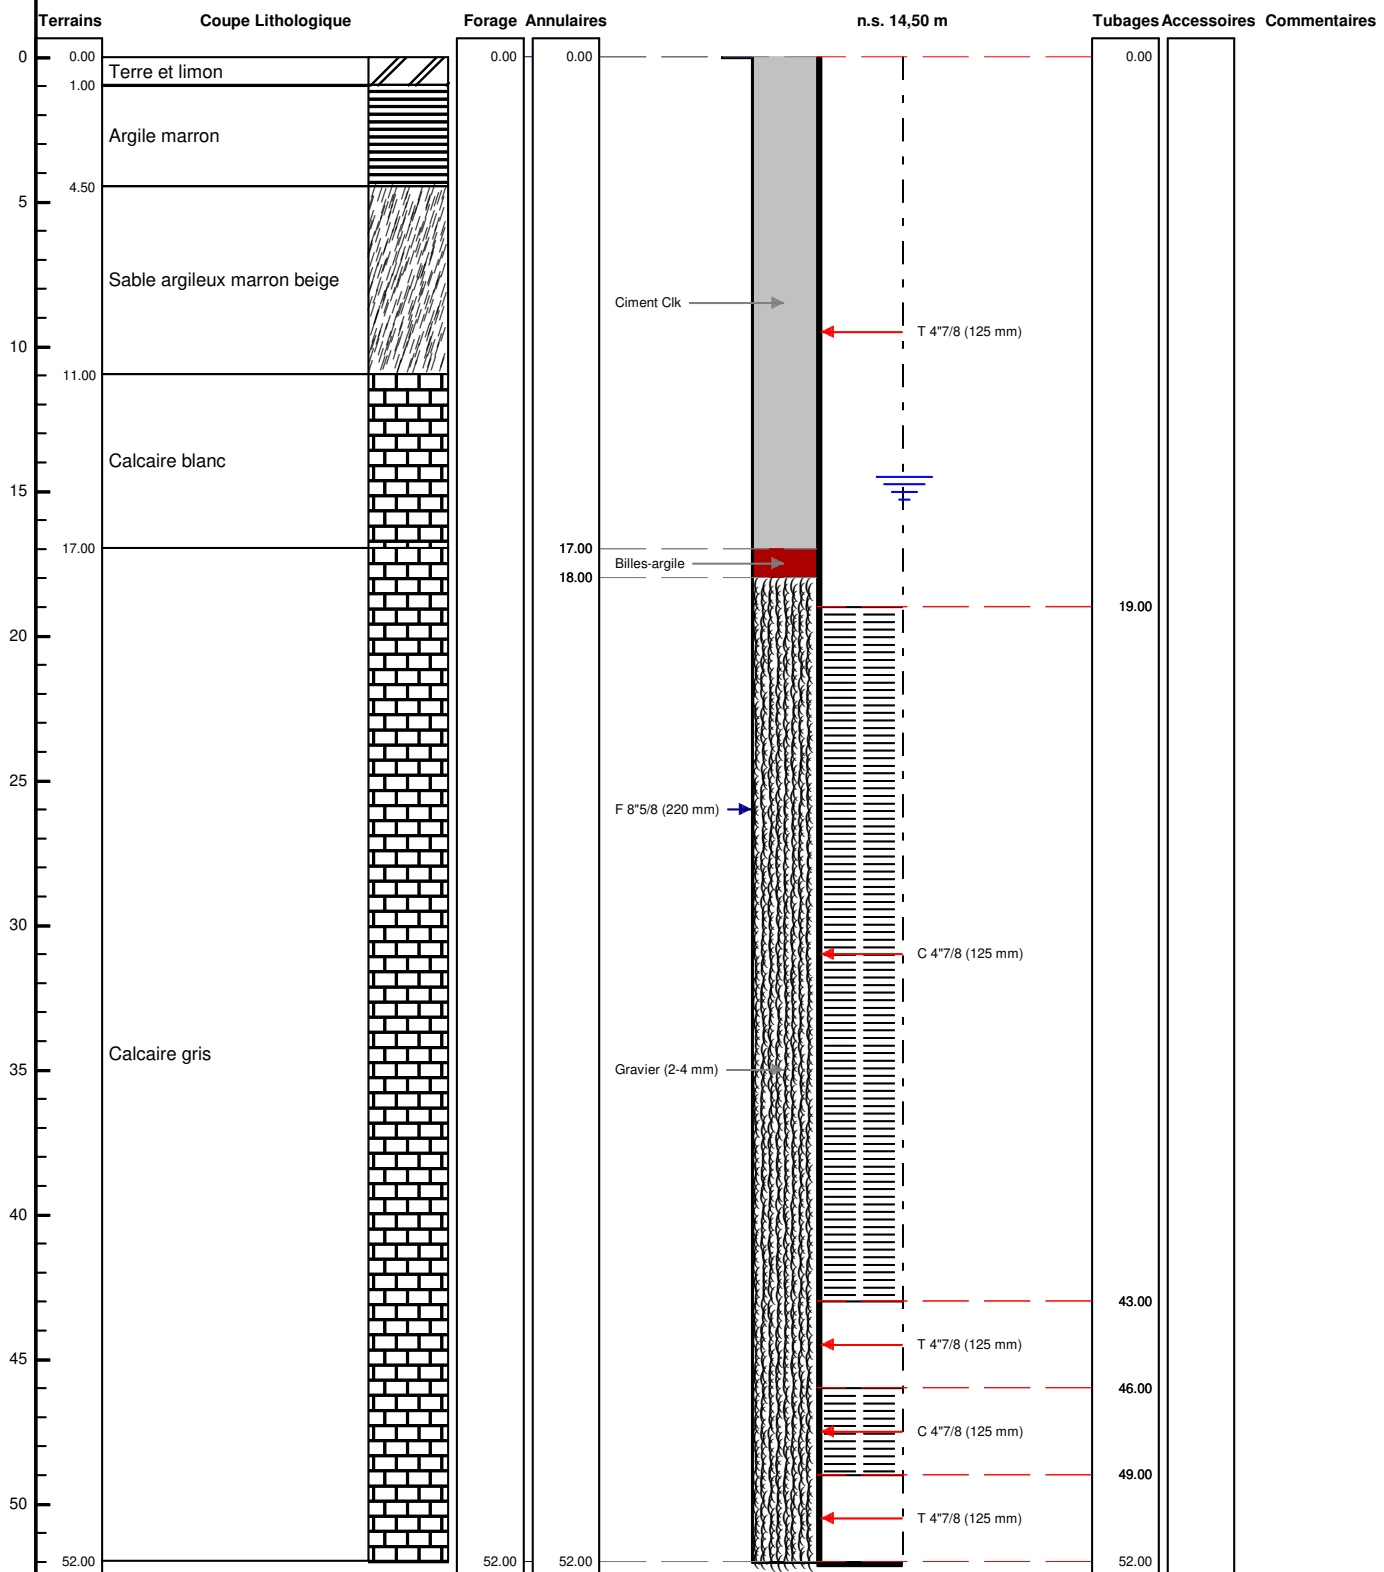 Terrains Coupe Lithologique Forage Annulaires n.s. 14,50 m Tubages Accessoires Commentaires
0 0.00 0.00 0.00 0.00
Terre et limon
1.00
Argile marron
4.50
5
Sable argileux marron beige
Ciment Clk
T 4"7/8 (125 mm)
10
11.00
Calcaire blanc
15
17.00 17.00
Billes-argile
18.00
19.00
20
25
F 8"5/8 (220 mm)
30
C 4"7/8 (125 mm)
Calcaire gris
35 Gravier (2-4 mm)
40
43.00
T 4"7/8 (125 mm)
45
46.00
C 4"7/8 (125 mm)
49.00
50
T 4"7/8 (125 mm)
52.00 52.00 52.00 52.00